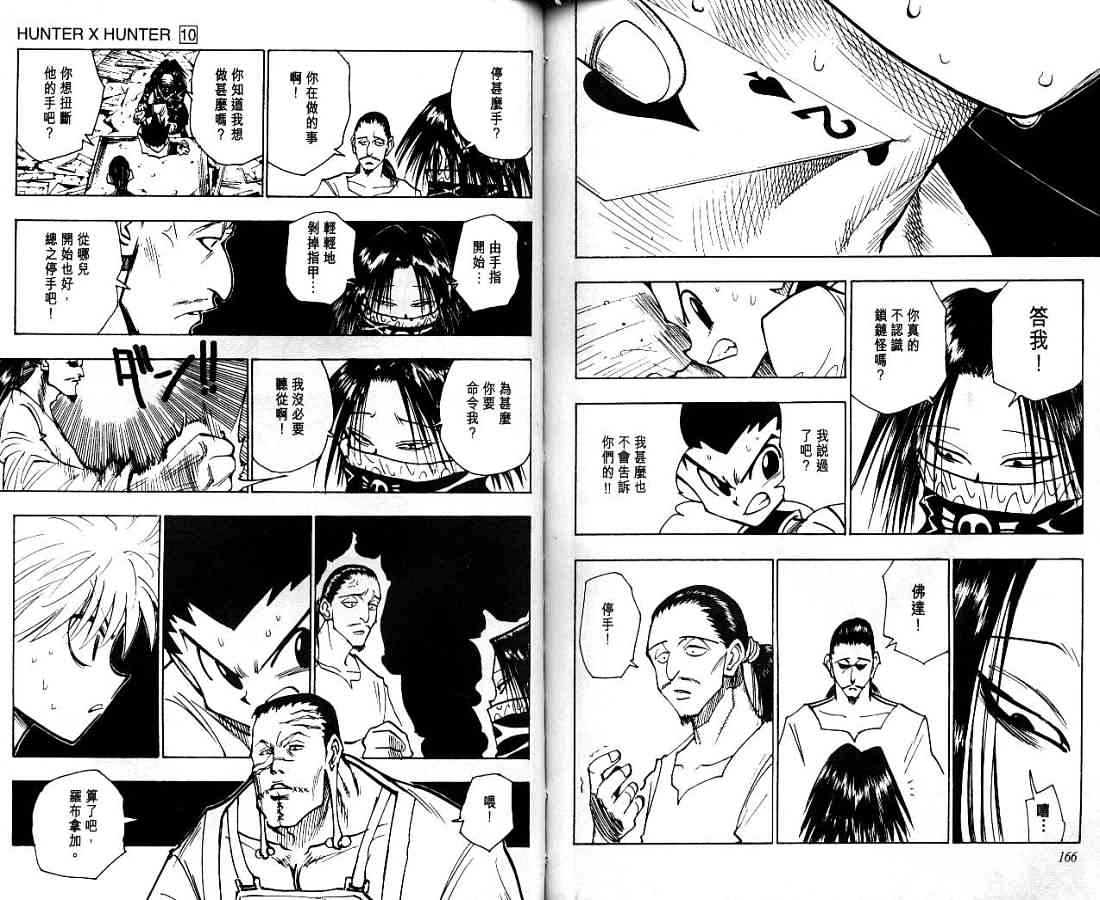 答我！
你真的
不認識
鎖鏈怪嗎？
我說過
了吧？
我甚麼也
不會告訴
你們的!!
嘻…
佛達！
停手！
166
HUNTER X HUNTER 10
停甚麼手？
你在做的事
啊！
你知道我想
做甚麼嗎？
你想扭斷
他的手吧？
由手指
開始…
輕輕地
剝掉指甲…
從哪兒
開始也好，
總之停手吧！
為甚麼
你要
命令我？
我沒必要
聽從啊！
ダン!!
喂！
算了吧，
羅布拿加。